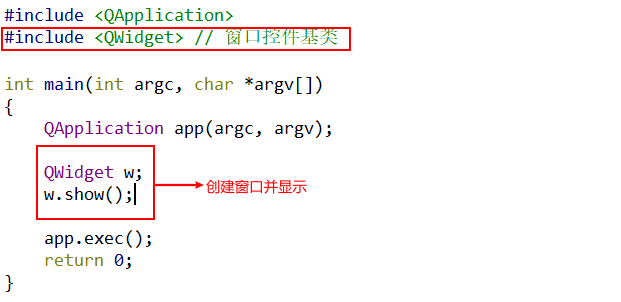 #include <QApplication>
#include <QWidget> // 窗口控件基类
int main(int argc, char *argv[])
{
QApplication app(argc, argv);
QWidget w;
w.show();
创建窗口并显示
app.exec();
return 0;
}